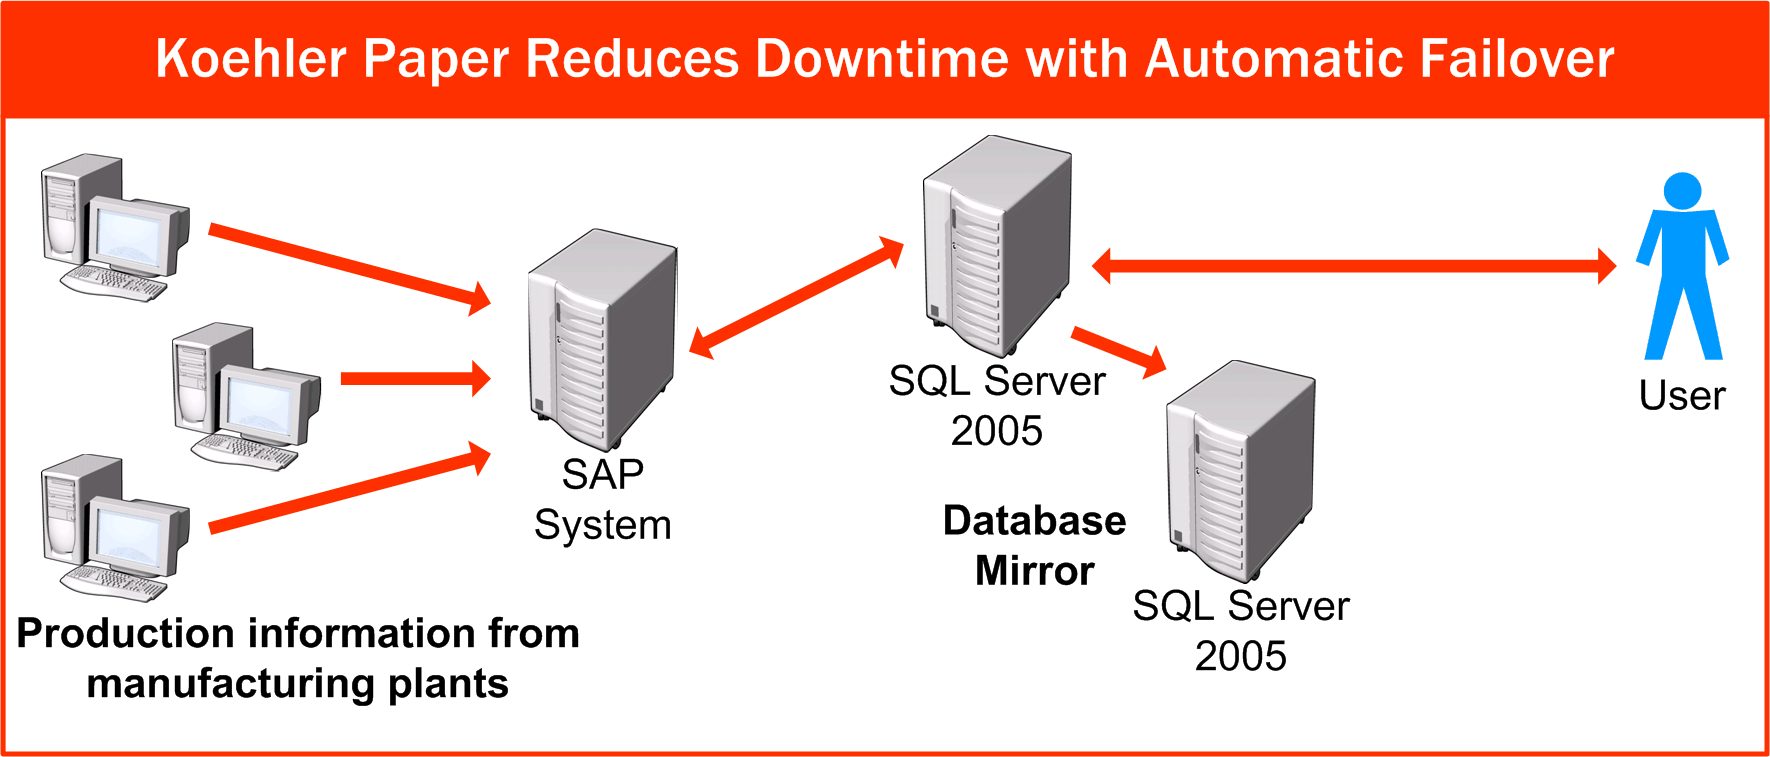 Koehler Paper Reduces Downtime with Automatic Failover
SAP
System
SQL Server
2005
Database
Mirror
SQL Server
2005
User
Production information from
manufacturing plants